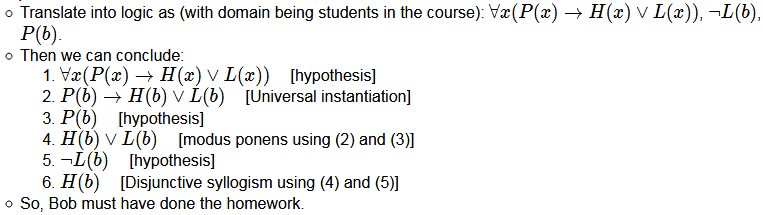 ○ Translate into logic as (with domain being students in the course): ∀x(P(x) → H(x) ∨ L(x)), ¬L(b),
P(b).
○ Then we can conclude:
1. ∀x(P(x) → H(x) ∨ L(x)) [hypothesis]
2. P(b) → H(b) ∨ L(b) [Universal instantiation]
3. P(b) [hypothesis]
4. H(b) ∨ L(b) [modus ponens using (2) and (3)]
5. ¬L(b) [hypothesis]
6. H(b) [Disjunctive syllogism using (4) and (5)]
○ So, Bob must have done the homework.